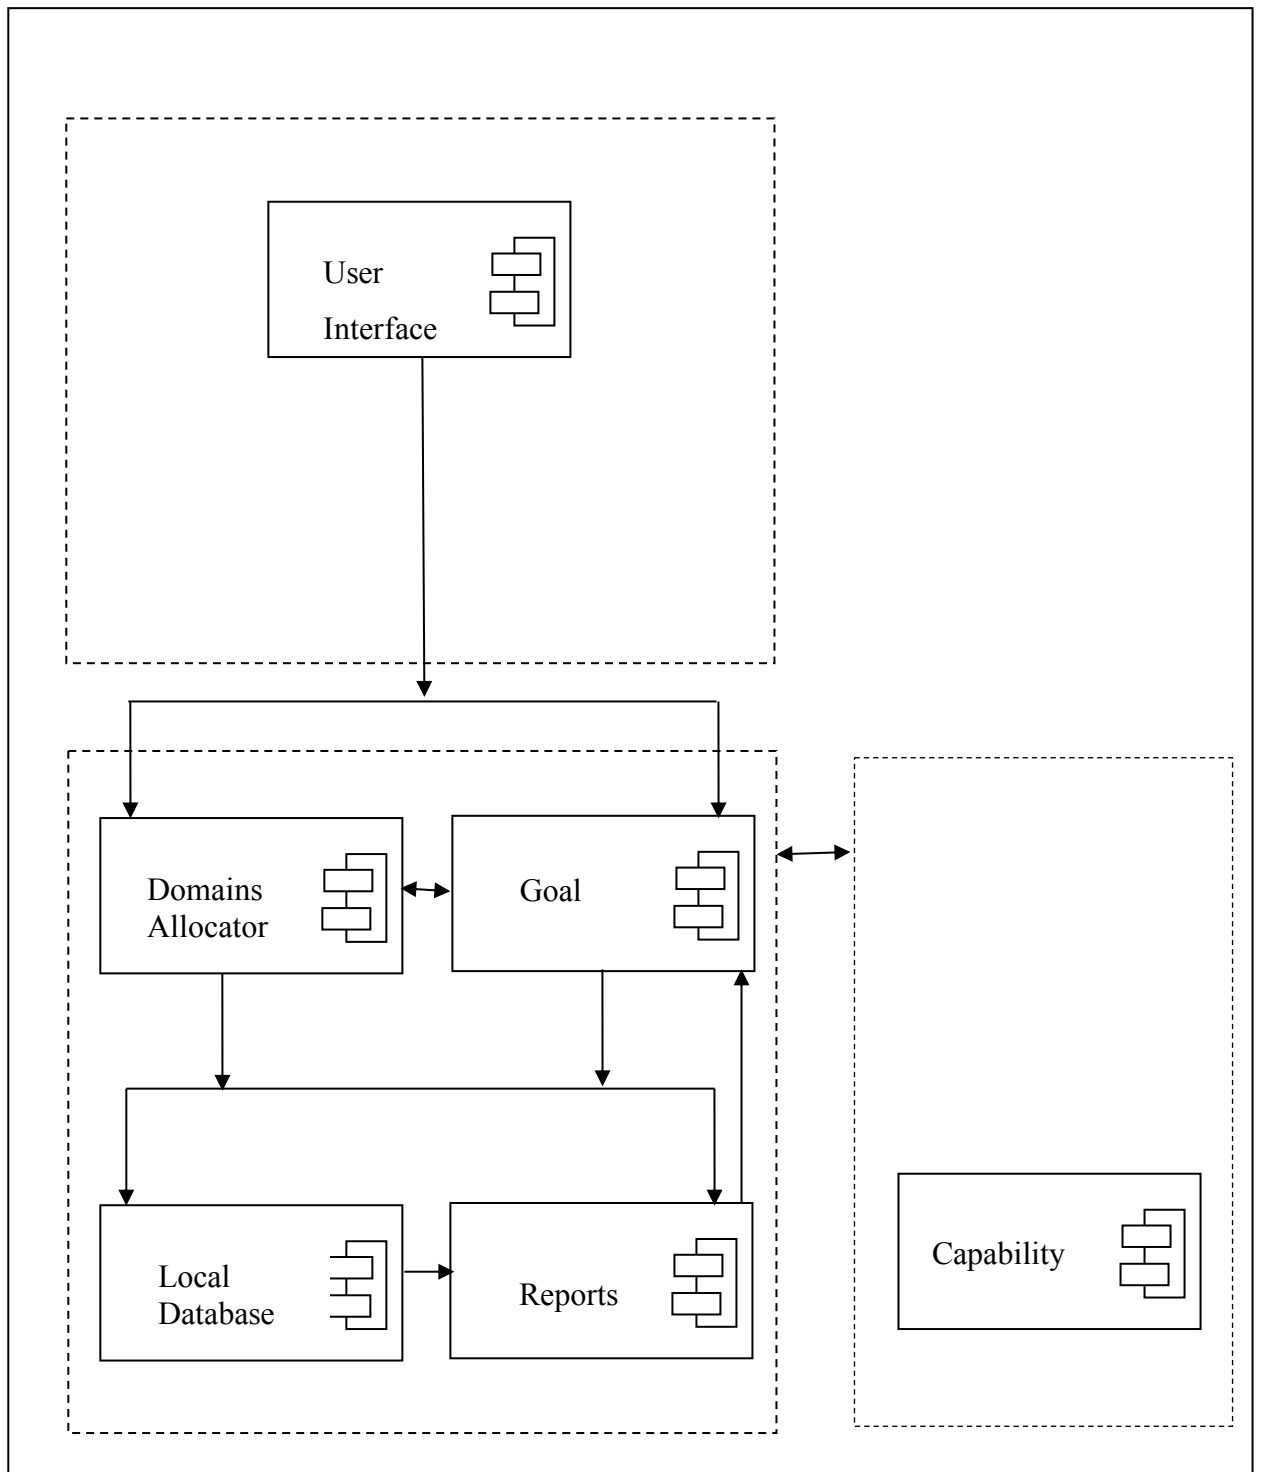 User
Interface
Domains
Allocator
Goal
Local
Database
Reports
Capability